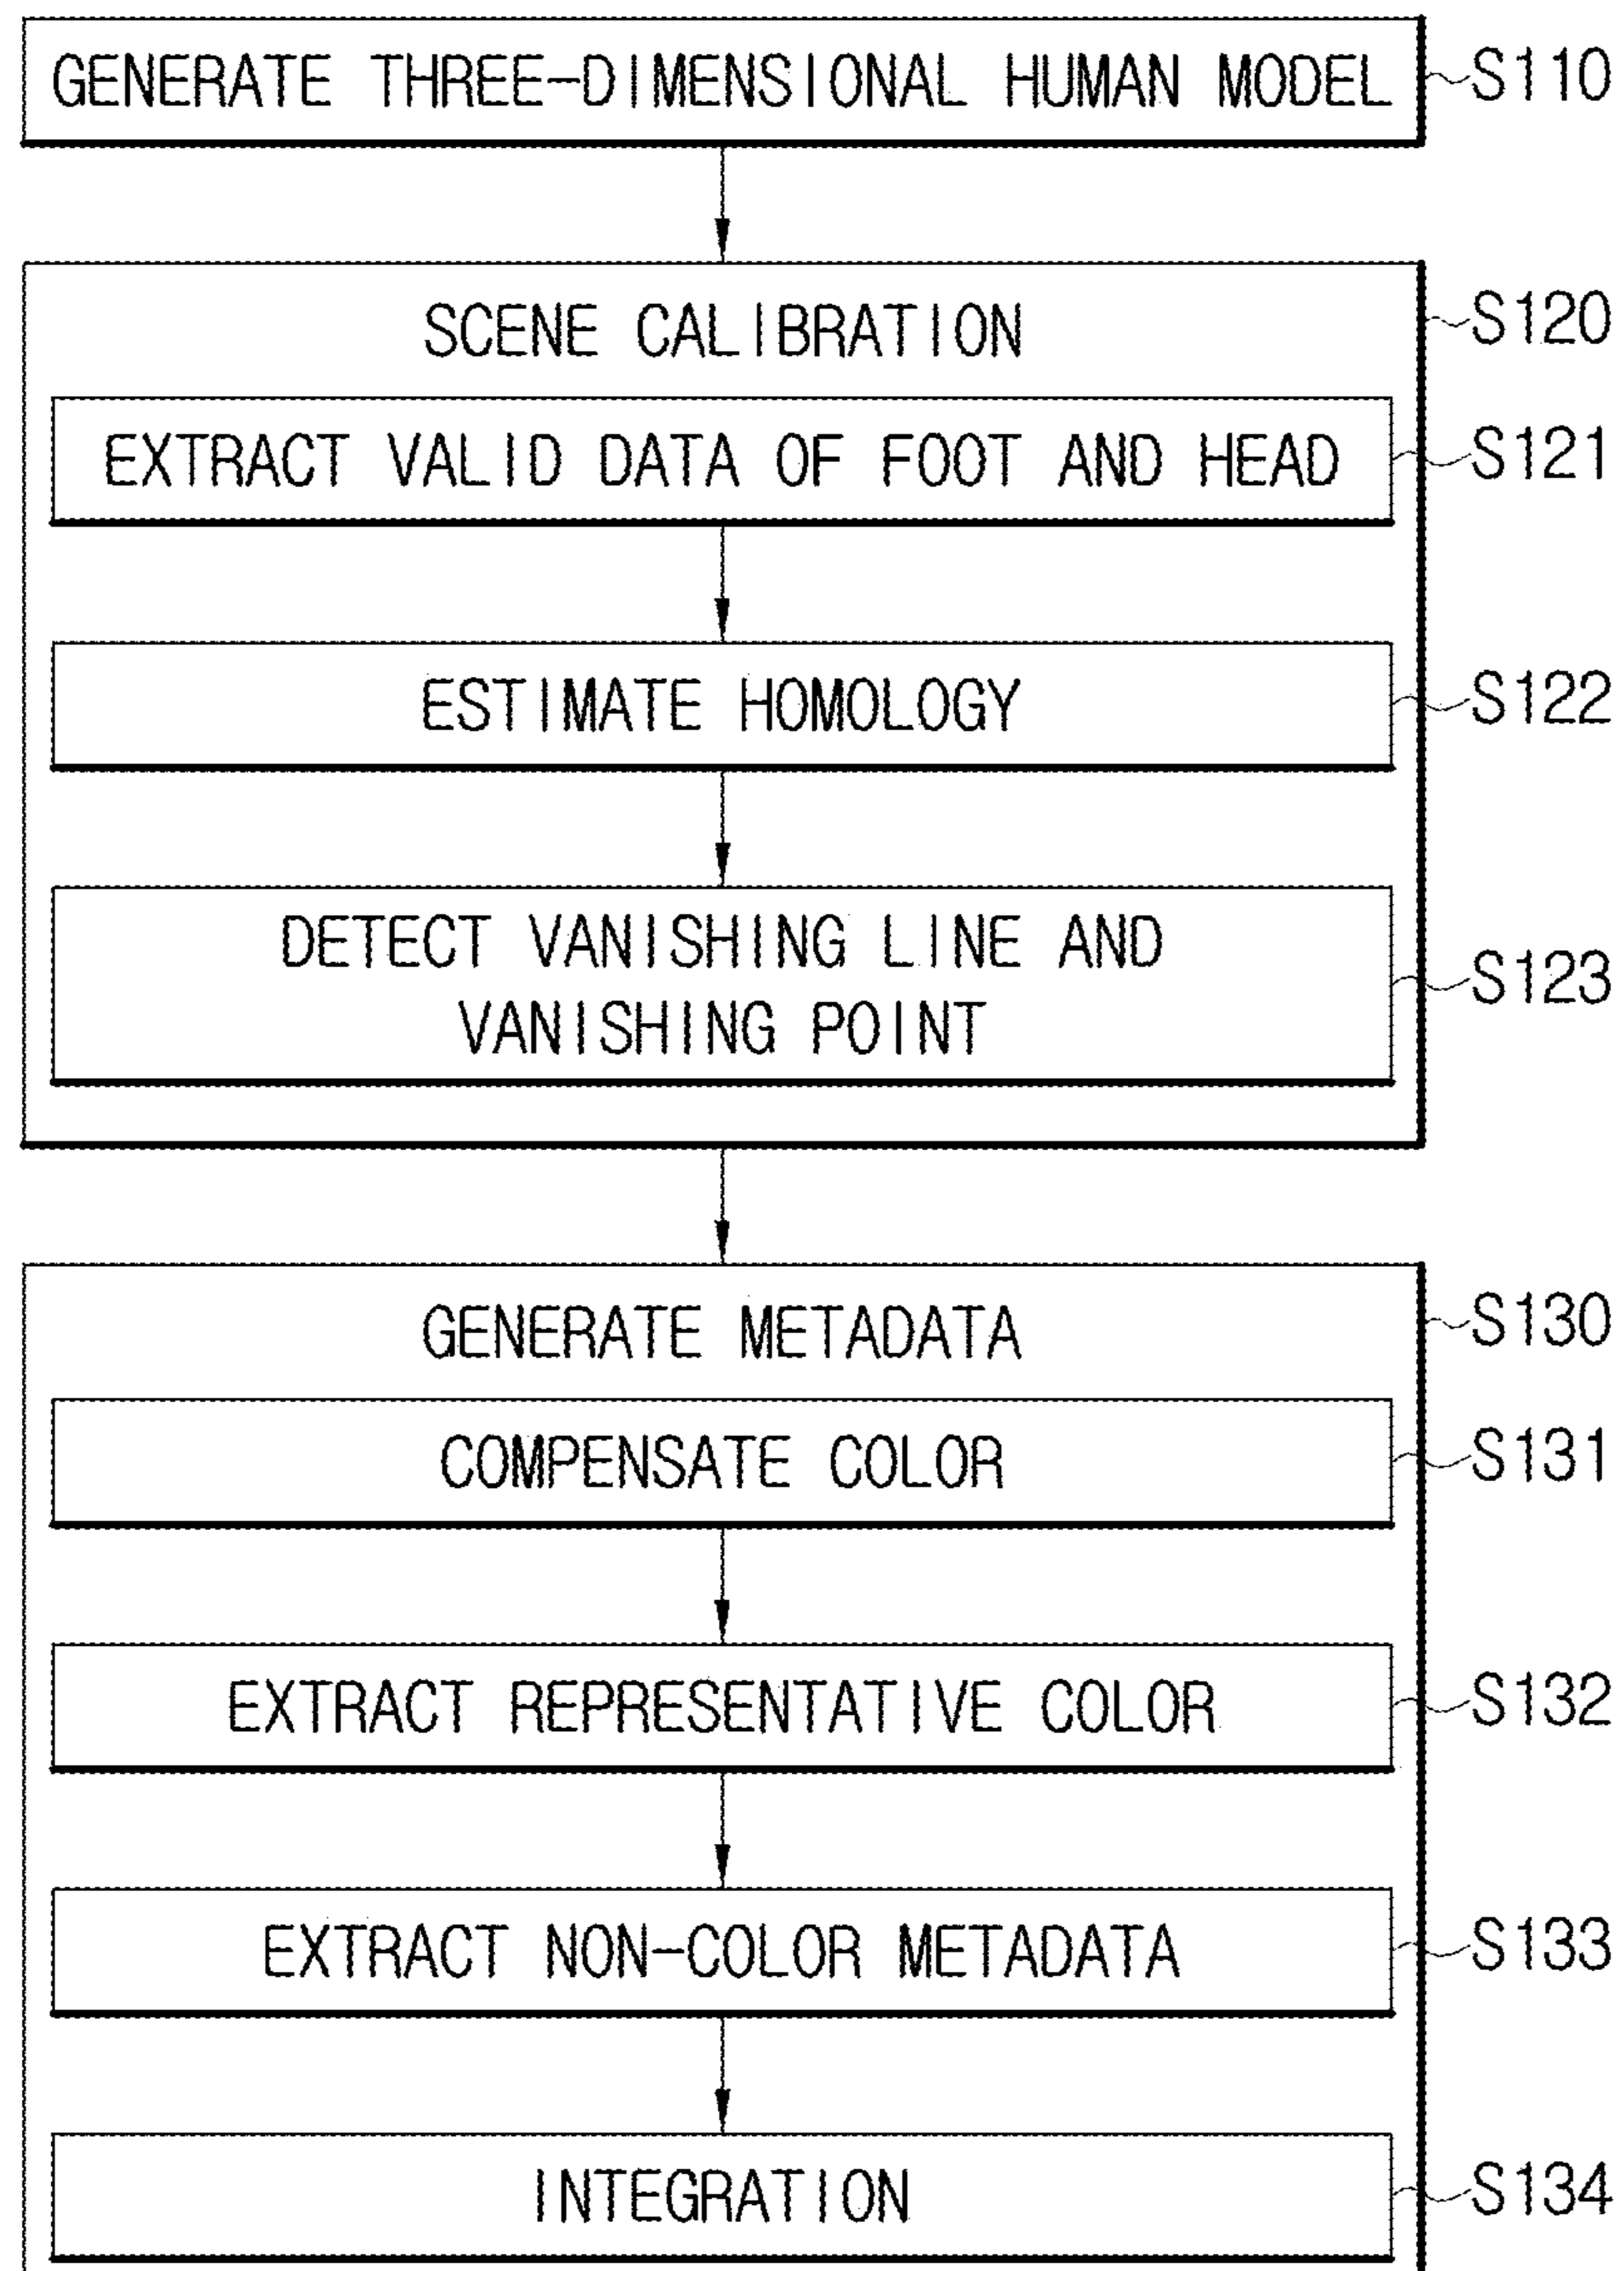 GENERATE THREE-DIMENSIONAL HUMAN MODEL S110
SCENE CALIBRATION S120
EXTRACT VALID DATA OF FOOT AND HEAD S121
ESTIMATE HOMOLOGY S122
DETECT VANISHING LINE AND
VANISHING POINT S123
GENERATE METADATA S130
COMPENSATE COLOR S131
EXTRACT REPRESENTATIVE COLOR S132
EXTRACT NON-COLOR METADATA S133
INTEGRATION S134